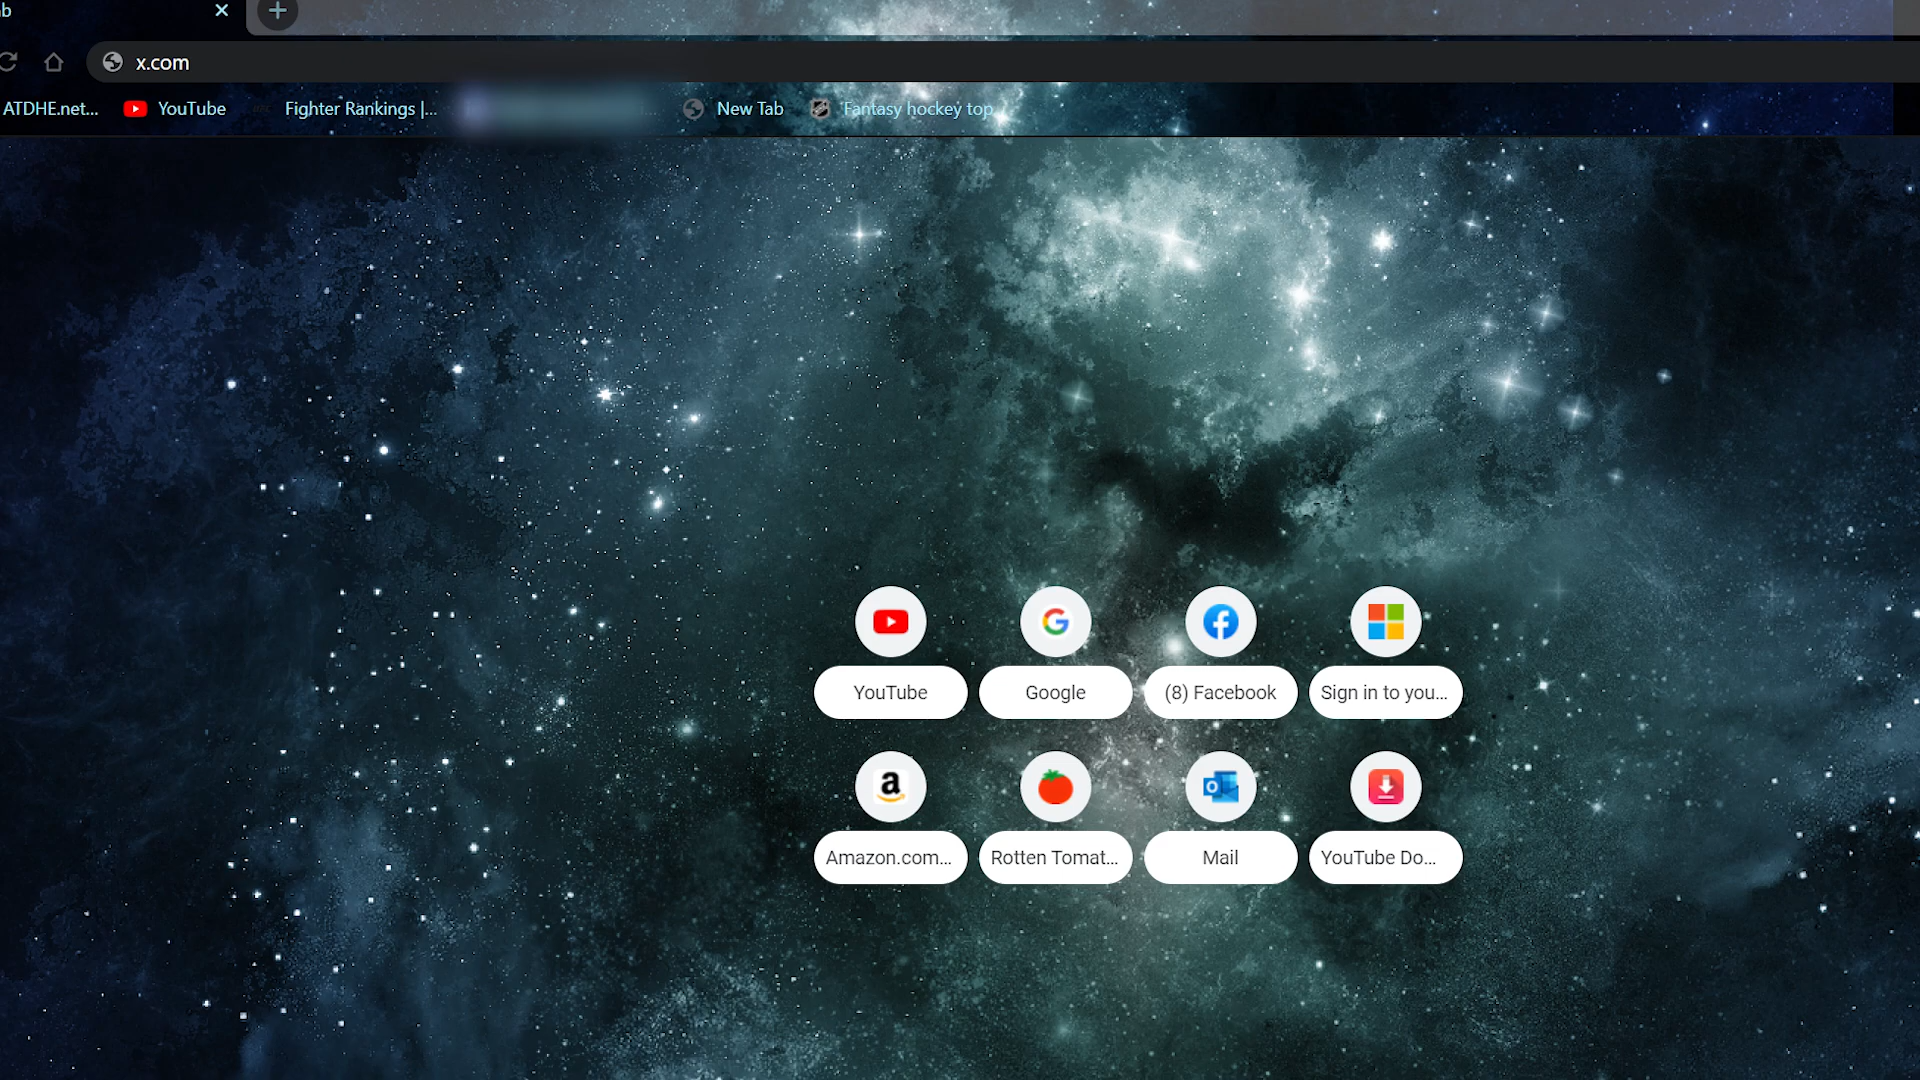 b
x.com
ATDHE.net...
YouTube
Fighter Rankings |...
New Tab
Fantasy hockey top
YouTube
Google
(8) Facebook
Sign in to you...
Amazon.com...
Rotten Tomat...
Mail
YouTube Do...